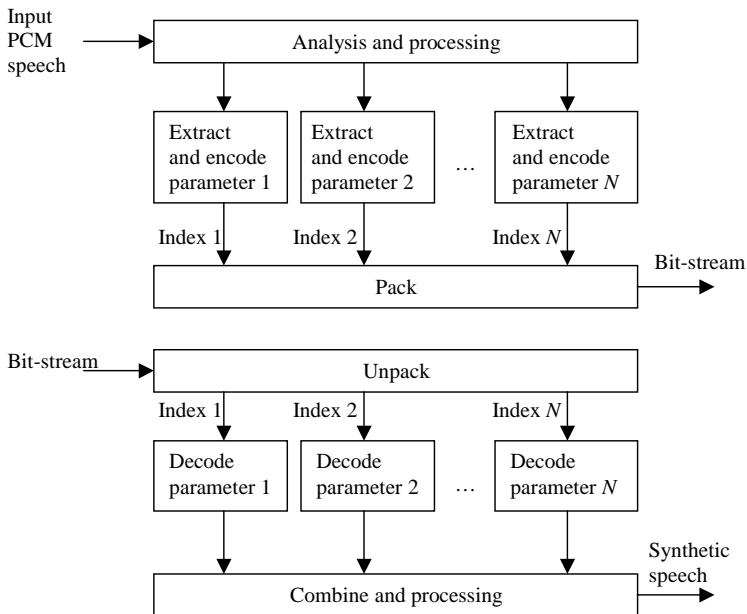 Input
PCM
speech
Analysis and processing
Extract
and encode
parameter 1
Extract
and encode
parameter 2
…
Extract
and encode
parameter N
Index 1
Index 2
Index N
Bit-stream
Pack
Bit-stream
Unpack
Index 1
Index 2
Index N
Decode
parameter 1
Decode
parameter 2
…
Decode
parameter N
Synthetic
speech
Combine and processing